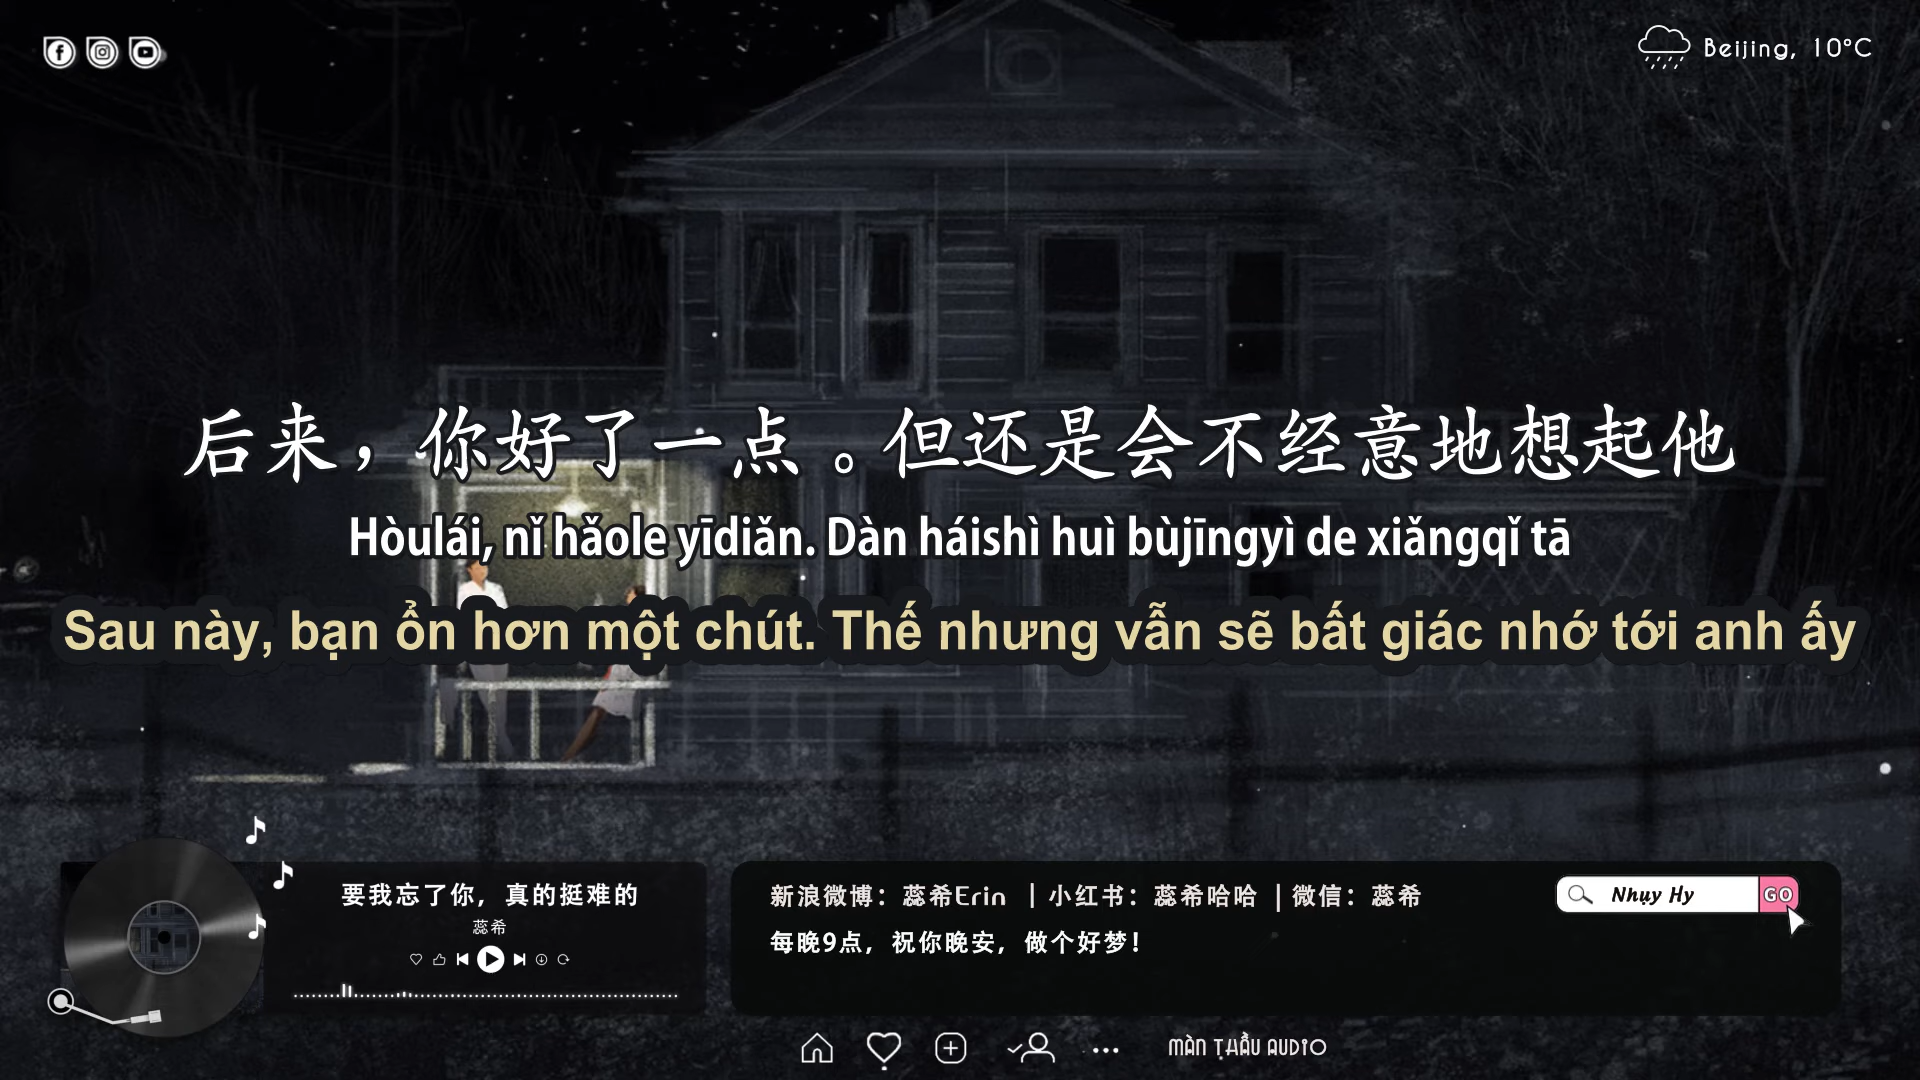 Beijing, 10°C
后来，你好了一点。但还是会不经意地想起他
Hòulái, nǐ hǎole yīdiǎn. Dàn háishì huì bùjīngyì de xiǎngqǐ tā
Sau này, bạn ổn hơn một chút. Thế nhưng vẫn sẽ bất giác nhớ tới anh ấy
要我忘了你，真的挺难的
蕊希
新浪微博：蕊希Erin ｜小红书：蕊希哈哈 ｜微信：蕊希
每晚9点，祝你晚安，做个好梦！
Nhụy Hy
GO
MÀN THẦU AUDIO